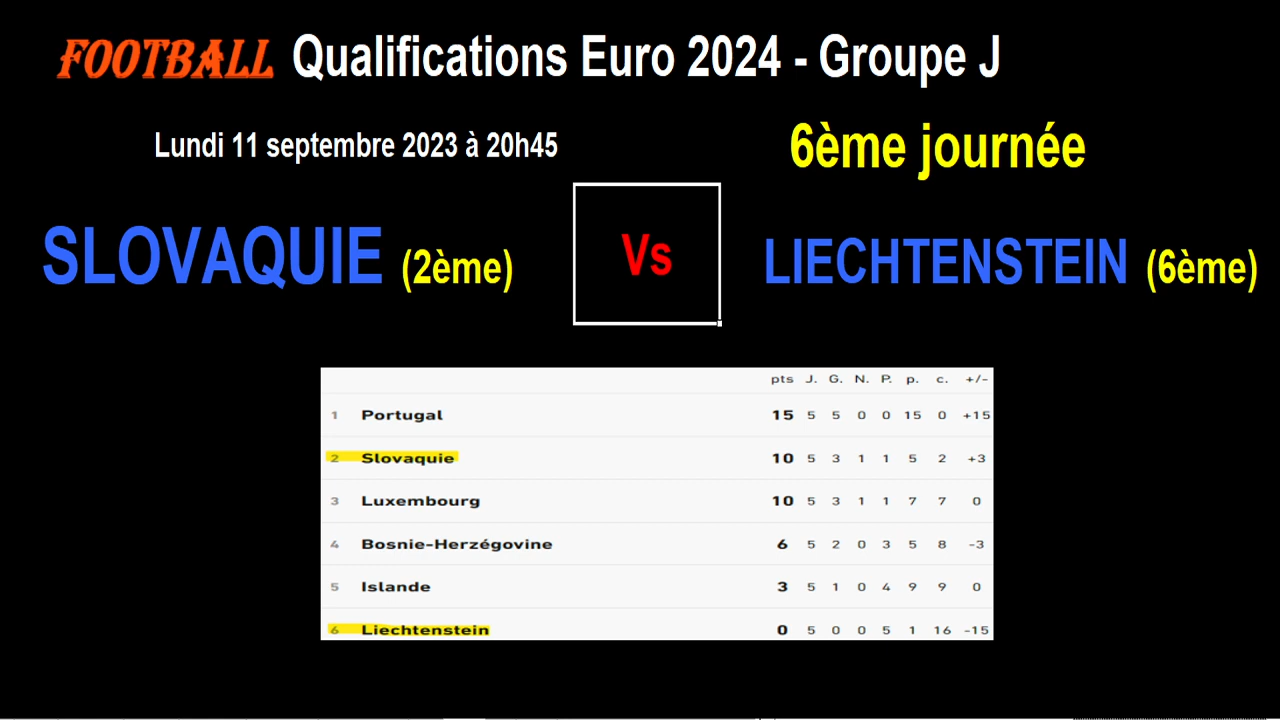 FOOTBALL Qualifications Euro 2024 - Groupe J
Lundi 11 septembre 2023 à 20h45
6ème journée
SLOVAQUIE (2ème)
Vs
LIECHTENSTEIN (6ème)
pts J. G. N. P. p. c. +/-
1 Portugal 15 5 5 0 0 15 0 +15
2 Slovaquie 10 5 3 1 1 5 2 +3
3 Luxembourg 10 5 3 1 1 7 7 0
4 Bosnie-Herzégovine 6 5 2 0 3 5 8 -3
5 Islande 3 5 1 0 4 9 9 0
6 Liechtenstein 0 5 0 0 5 1 16 -15